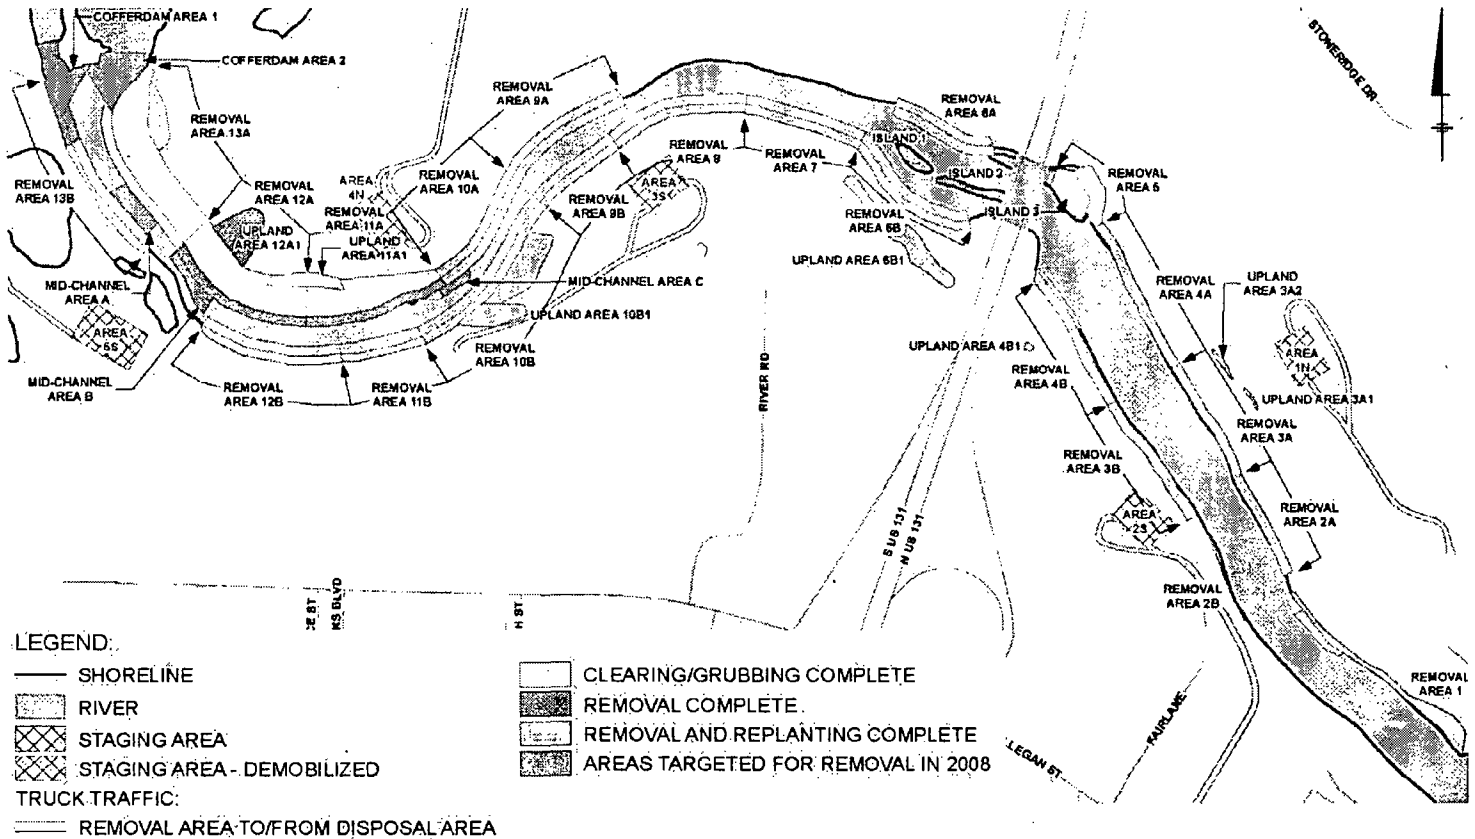 COFFERDAM AREA 1
COFFERDAM AREA 2
STONERIDGE DR
REMOVAL
AREA 9A
REMOVAL
AREA 6A
REMOVAL
AREA 13A
ISLAND 1
REMOVAL
AREA 8
REMOVAL
AREA 7
ISLAND 2
REMOVAL
AREA 5
REMOVAL
AREA 13B
REMOVAL
AREA 12A
AREA
4N
REMOVAL
AREA 10A
AREA
3S
REMOVAL
AREA 9B
REMOVAL
AREA 11A
ISLAND 3
REMOVAL
AREA 6B
UPLAND
AREA 12A1
UPLAND
AREA 11A1
UPLAND AREA 6B1
MID-CHANNEL
AREA A
MID-CHANNEL AREA C
REMOVAL
AREA 4A
UPLAND
AREA 3A2
UPLAND AREA 10B1
AREA
6S
REMOVAL
AREA 10B
UPLAND AREA 4B1
AREA
1N
MID-CHANNEL
AREA B
REMOVAL
AREA 12B
REMOVAL
AREA 11B
RIVER RD
REMOVAL
AREA 4B
UPLAND AREA 3A1
REMOVAL
AREA 3A
REMOVAL
AREA 3B
REMOVAL
AREA 2A
AREA
2S
S US 131
N US 131
REMOVAL
AREA 2B
KS BLVD
H ST
REMOVAL
AREA 1
FAIRLANE
LEGAN ST
LEGEND:
SHORELINE
RIVER
STAGING AREA
STAGING AREA - DEMOBILIZED
TRUCK TRAFFIC:
REMOVAL AREA TO/FROM DISPOSAL AREA
CLEARING/GRUBBING COMPLETE
REMOVAL COMPLETE
REMOVAL AND REPLANTING COMPLETE
AREAS TARGETED FOR REMOVAL IN 2008